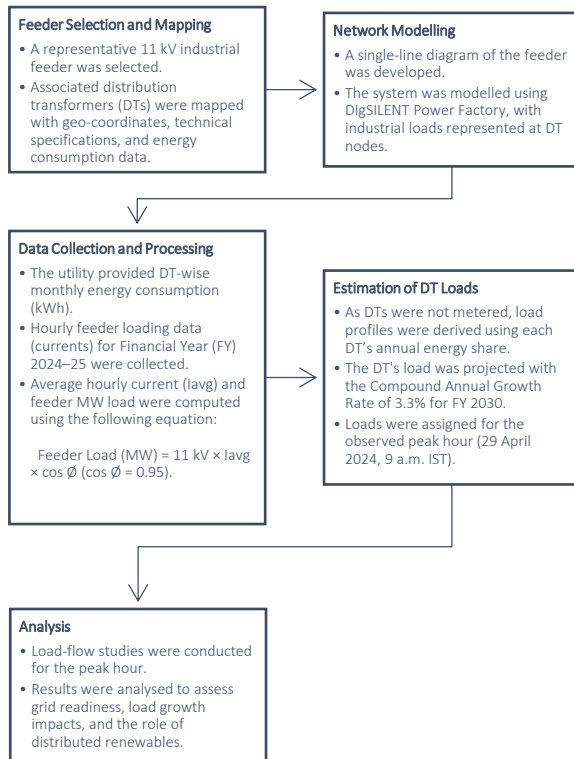 Feeder Selection and Mapping
• A representative 11 kV industrial
feeder was selected.
• Associated distribution
transformers (DTs) were mapped
with geo-coordinates, technical
specifications, and energy
consumption data.
Network Modelling
• A single-line diagram of the feeder
was developed.
• The system was modelled using
DIgSILENT Power Factory, with
industrial loads represented at DT
nodes.
Data Collection and Processing
• The utility provided DT-wise
monthly energy consumption
(kWh).
• Hourly feeder loading data
(currents) for Financial Year (FY)
2024–25 were collected.
• Average hourly current (Iavg) and
feeder MW load were computed
using the following equation:
Feeder Load (MW) = 11 kV × Iavg
× cos Ø (cos Ø = 0.95).
Estimation of DT Loads
• As DTs were not metered, load
profiles were derived using each
DT’s annual energy share.
• The DT's load was projected with
the Compound Annual Growth
Rate of 3.3% for FY 2030.
• Loads were assigned for the
observed peak hour (29 April
2024, 9 a.m. IST).
Analysis
• Load-flow studies were conducted
for the peak hour.
• Results were analysed to assess
grid readiness, load growth
impacts, and the role of
distributed renewables.